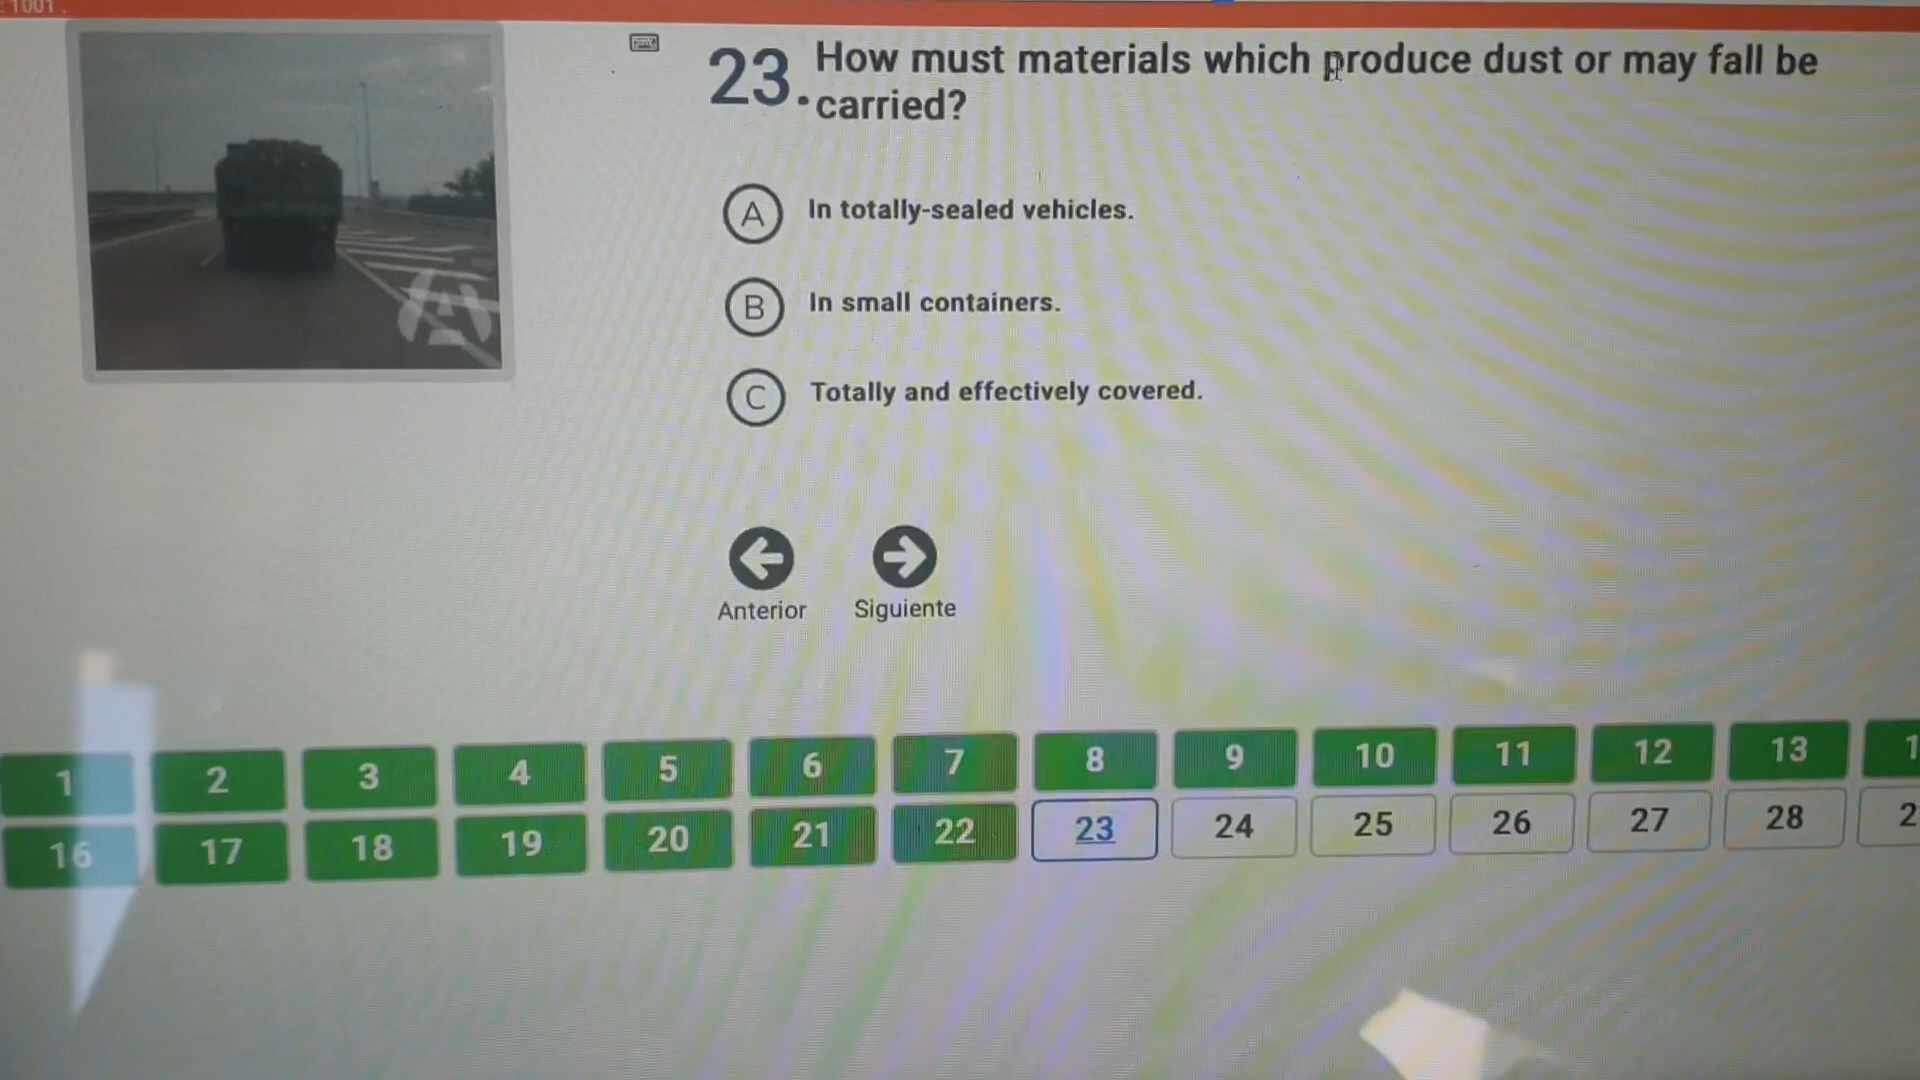 : 1001 .
23. How must materials which produce dust or may fall be
carried?
A In totally-sealed vehicles.
B In small containers.
C Totally and effectively covered.
Anterior Siguiente
1 2 3 4 5 6 7 8 9 10 11 12 13
16 17 18 19 20 21 22 23 24 25 26 27 28